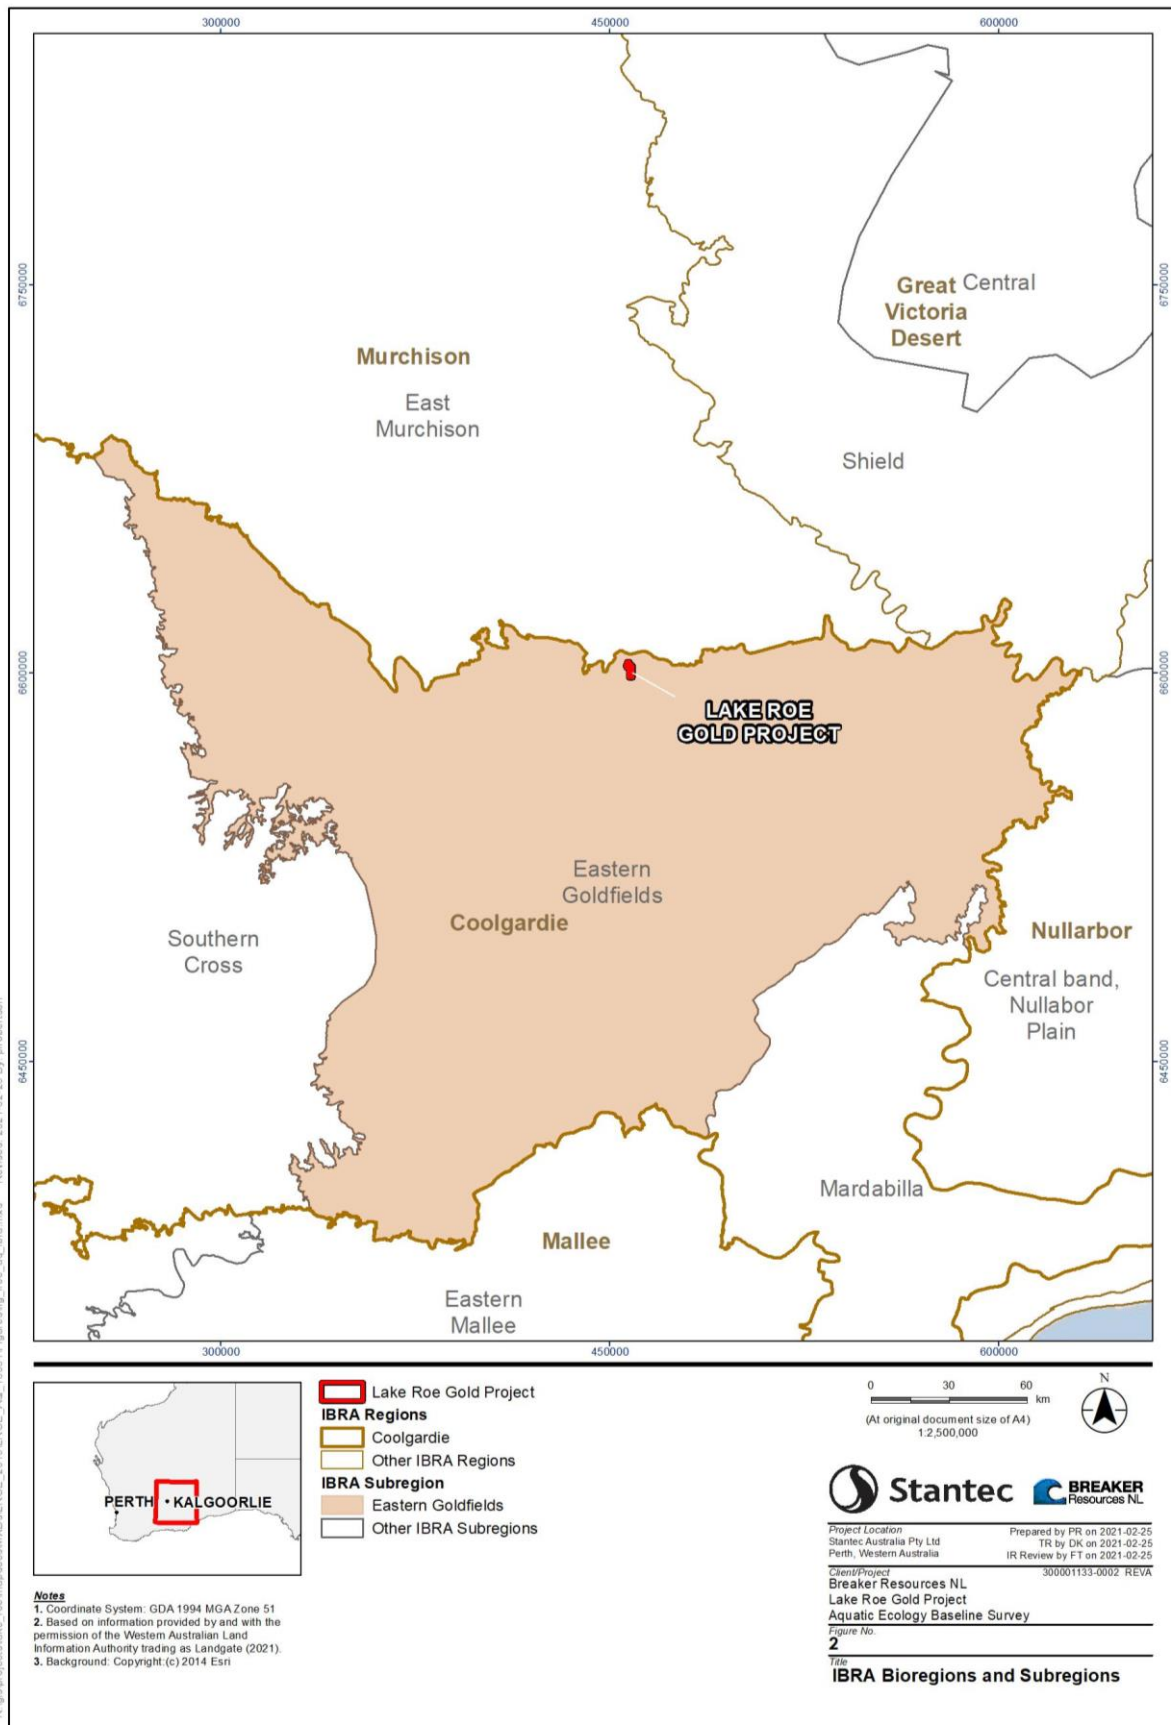 300000
450000
600000
6750000
6750000
Great Central
Victoria
Desert
Murchison
East
Murchison
Shield
6600000
6600000
LAKE ROE
GOLD PROJECT
Eastern
Goldfields
Coolgardie
Southern
Cross
Nullarbor
Central band,
Nullabor
Plain
6450000
6450000
Mardabilla
Mallee
Eastern
Mallee
300000
450000
600000
PERTH
KALGOORLIE
Lake Roe Gold Project
IBRA Regions
Coolgardie
Other IBRA Regions
IBRA Subregion
Eastern Goldfields
Other IBRA Subregions
0 30 60
km
(At original document size of A4)
1:2,500,000
N
Stantec
BREAKER
Resources NL
Project Location
Stantec Australia Pty Ltd
Perth, Western Australia
Prepared by PR on 2021-02-25
TR by DK on 2021-02-25
IR Review by FT on 2021-02-25
Client/Project
300001133-0002 REVA
Breaker Resources NL
Lake Roe Gold Project
Aquatic Ecology Baseline Survey
Figure No.
2
Title
IBRA Bioregions and Subregions
Notes
1. Coordinate System: GDA 1994 MGA Zone 51
2. Based on information provided by and with the
permission of the Western Australian Land
Information Authority trading as Landgate (2021).
3. Background: Copyright:(c) 2014 Esri